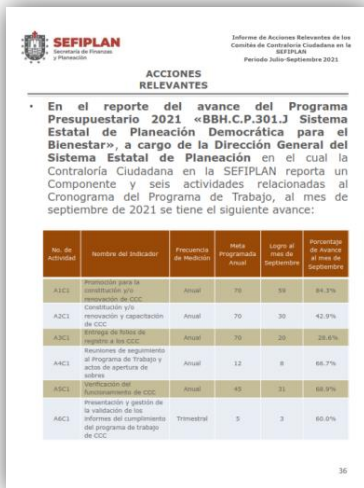 SEFIPLAN
Secretaría de Finanzas
y Planeación
Informe de Acciones Relevantes de los
Comités de Contraloría Ciudadana en la
SEFIPLAN
Periodo Julio-Septiembre 2021
ACCIONES
RELEVANTES
• En el reporte del avance del Programa
Presupuestario 2021 «BBH.C.P.301.J Sistema
Estatal de Planeación Democrática para el
Bienestar», a cargo de la Dirección General del
Sistema Estatal de Planeación en el cual la
Contraloría Ciudadana en la SEFIPLAN reporta un
Componente y seis actividades relacionadas al
Cronograma del Programa de Trabajo, al mes de
septiembre de 2021 se tiene el siguiente avance:
No. de Actividad Nombre del Indicador Frecuencia de Medición Meta Programada Anual Logro al mes de Septiembre Porcentaje de Avance al mes de Septiembre
A1C1 Promoción para la constitución y/o renovación de CCC Anual 70 59 84.3%
A2C1 Constitución y/o renovación y capacitación de CCC Anual 70 30 42.9%
A3C1 Entrega de folios de registro a los CCC Anual 70 20 28.6%
A4C1 Reuniones de seguimiento al Programa de Trabajo y actos de apertura de sobres Anual 12 8 66.7%
A5C1 Verificación del funcionamiento de CCC Anual 45 31 68.9%
A6C1 Presentación y gestión de la validación de los informes del cumplimiento del programa de trabajo de CCC Trimestral 5 3 60.0%
36